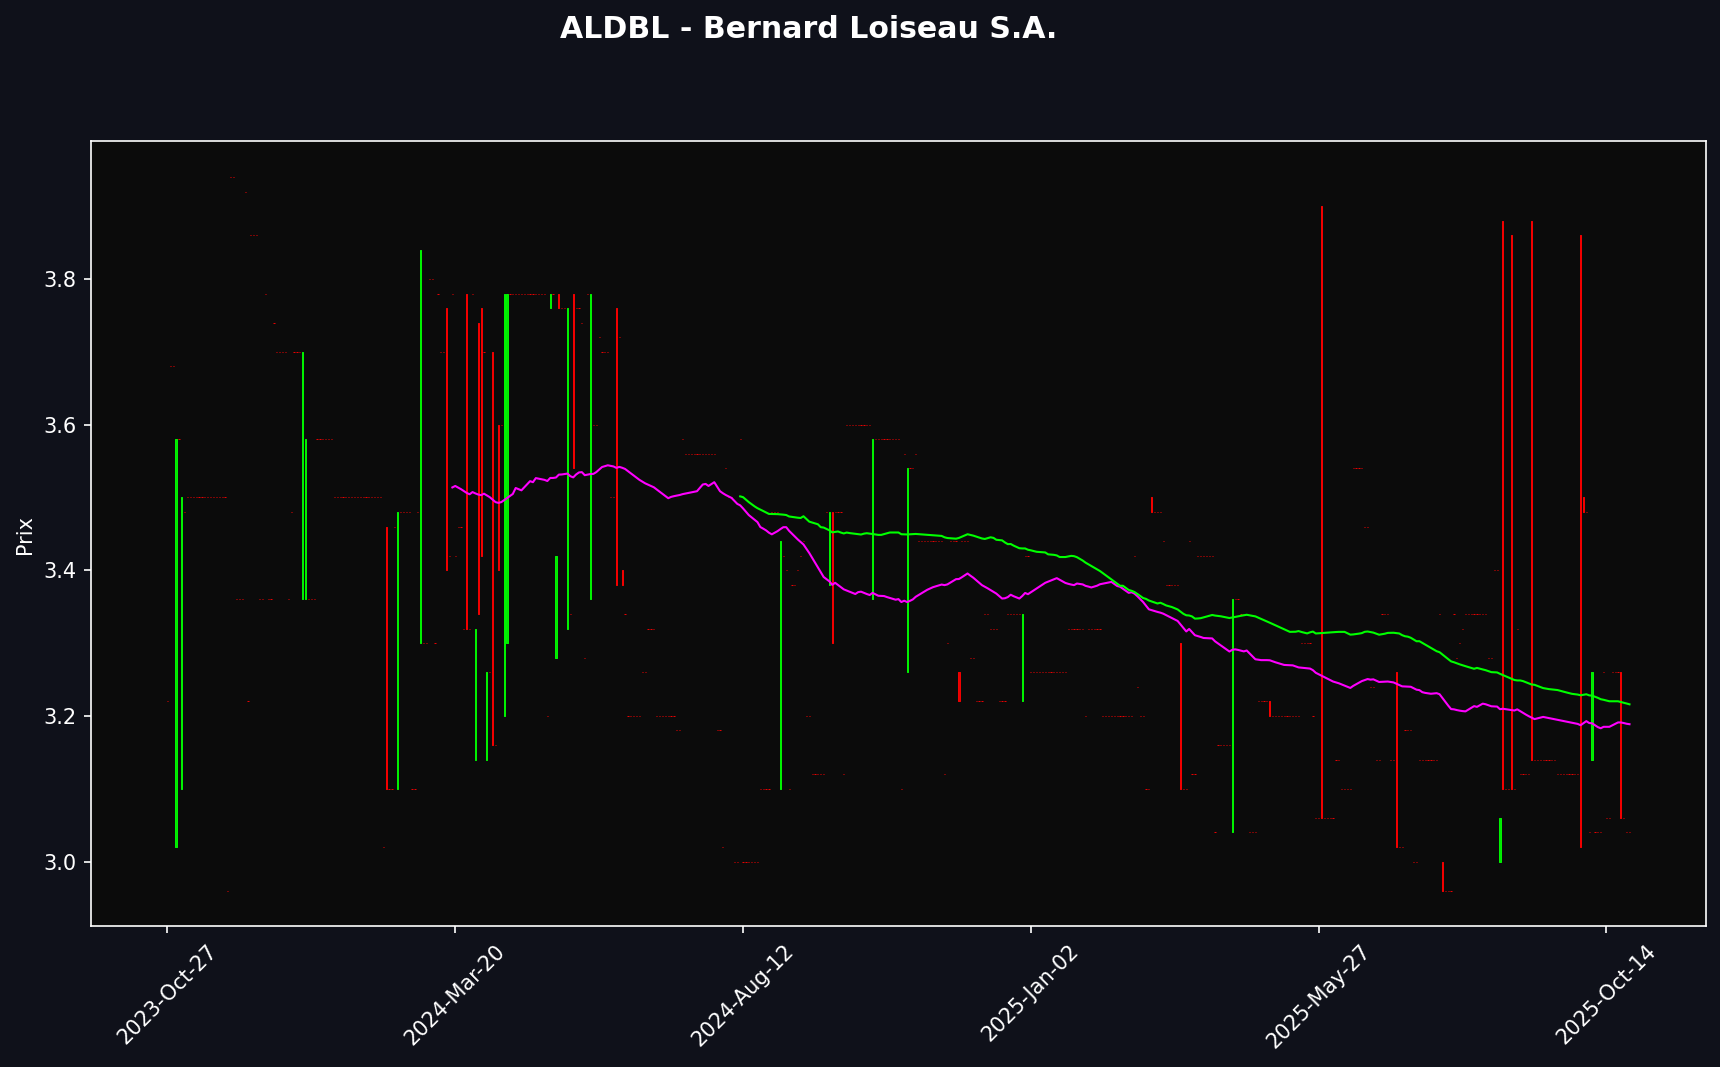 ALDBL - Bernard Loiseau S.A.
Prix
3.8
3.6
3.4
3.2
3.0
2023-Oct-27
2024-Mar-20
2024-Aug-12
2025-Jan-02
2025-May-27
2025-Oct-14